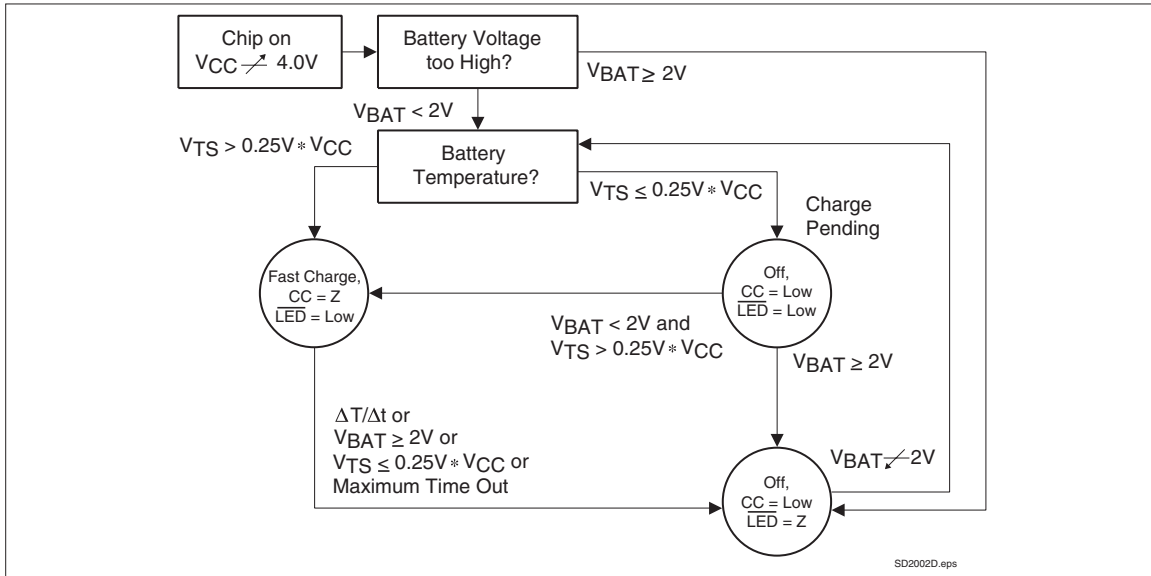 Chip on
VCC ↗ 4.0V
Battery Voltage
too High?
VBAT ≥ 2V
VBAT < 2V
VTS > 0.25V * VCC
Battery
Temperature?
VTS ≤ 0.25V * VCC
Charge
Pending
Fast Charge,
CC = Z
LED = Low
Off,
CC = Low
LED = Low
VBAT < 2V and
VTS > 0.25V * VCC
VBAT ≥ 2V
ΔT/Δt or
VBAT ≥ 2V or
VTS ≤ 0.25V * VCC or
Maximum Time Out
VBAT ↙ 2V
Off,
CC = Low
LED = Z
SD2002D.eps